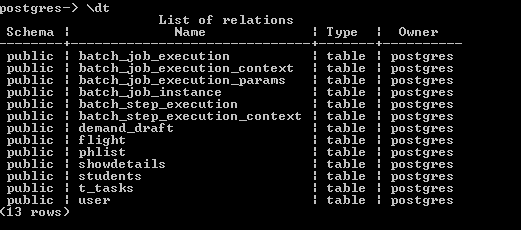 postgres-> \dt
List of relations
Schema ¦ Name ¦ Type ¦ Owner
--------+------------------------------+-------+----------
public ¦ batch_job_execution ¦ table ¦ postgres
public ¦ batch_job_execution_context ¦ table ¦ postgres
public ¦ batch_job_execution_params ¦ table ¦ postgres
public ¦ batch_job_instance ¦ table ¦ postgres
public ¦ batch_step_execution ¦ table ¦ postgres
public ¦ batch_step_execution_context ¦ table ¦ postgres
public ¦ demand_draft ¦ table ¦ postgres
public ¦ flight ¦ table ¦ postgres
public ¦ phlist ¦ table ¦ postgres
public ¦ showdetails ¦ table ¦ postgres
public ¦ students ¦ table ¦ postgres
public ¦ t_tasks ¦ table ¦ postgres
public ¦ user ¦ table ¦ postgres
(13 rows)